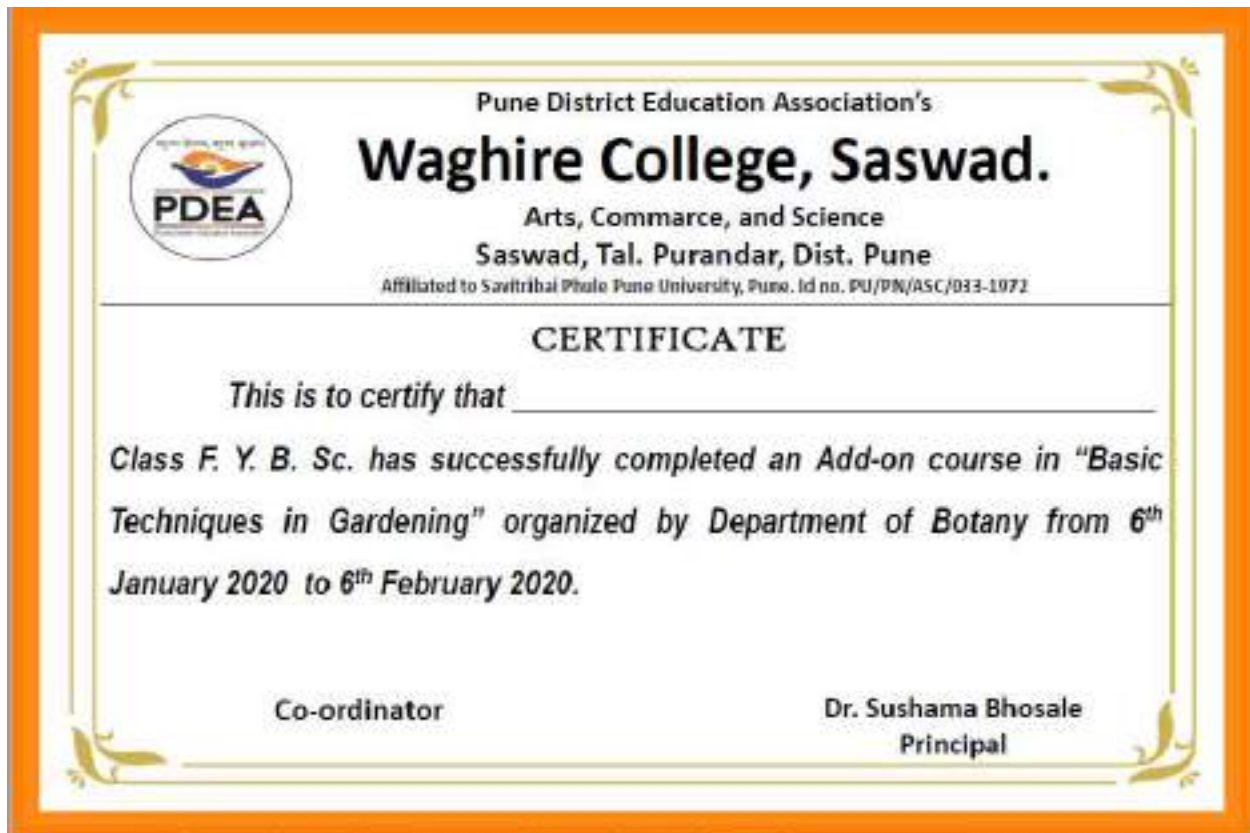 Pune District Education Association's
Waghire College, Saswad.
PDEA
Arts, Commarce, and Science
Saswad, Tal. Purandar, Dist. Pune
Affiliated to Savitribai Phule Pune University, Pune. Id no. PU/PN/ASC/033-1972
CERTIFICATE
This is to certify that
Class F. Y. B. Sc. has successfully completed an Add-on course in “Basic
Techniques in Gardening” organized by Department of Botany from 6th
January 2020 to 6th February 2020.
Co-ordinator
Dr. Sushama Bhosale
Principal